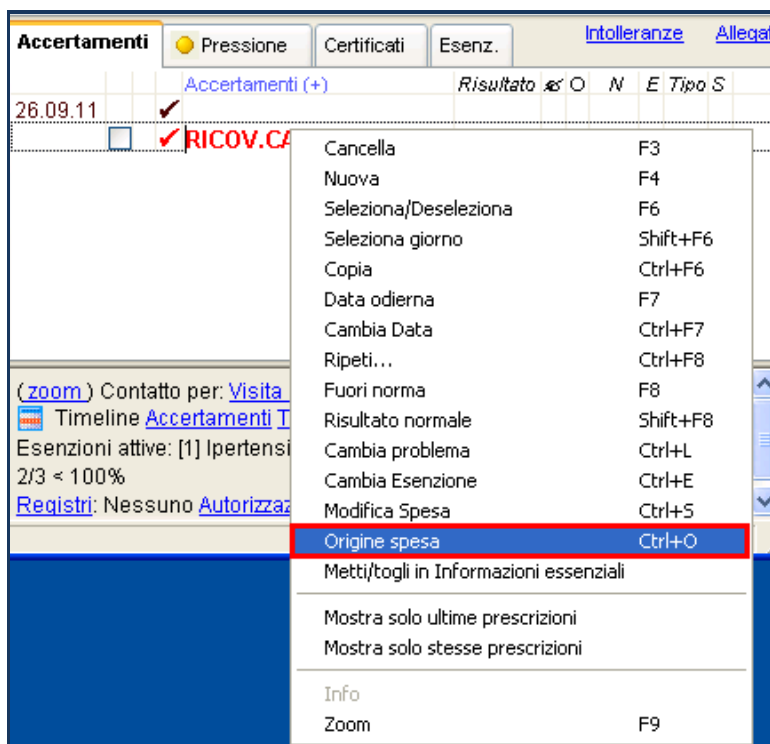 Intolleranze Allegat
Accertamenti Pressione Certificati Esenz.
Accertamenti (+) Risultato O N E Tipo S
26.09.11
RICOV.CA
Cancella F3
Nuova F4
Seleziona/Deseleziona F6
Seleziona giorno Shift+F6
Copia Ctrl+F6
Data odierna F7
Cambia Data Ctrl+F7
Ripeti... Ctrl+F8
Fuori norma F8
Risultato normale Shift+F8
Cambia problema Ctrl+L
Cambia Esenzione Ctrl+E
Modifica Spesa Ctrl+S
Origine spesa Ctrl+O
Metti/togli in Informazioni essenziali
Mostra solo ultime prescrizioni
Mostra solo stesse prescrizioni
Info
Zoom F9
(zoom ) Contatto per: Visita
Timeline Accertamenti T
Esenzioni attive: [1] Ipertensi
2/3 < 100%
Registri: Nessuno Autorizzaz